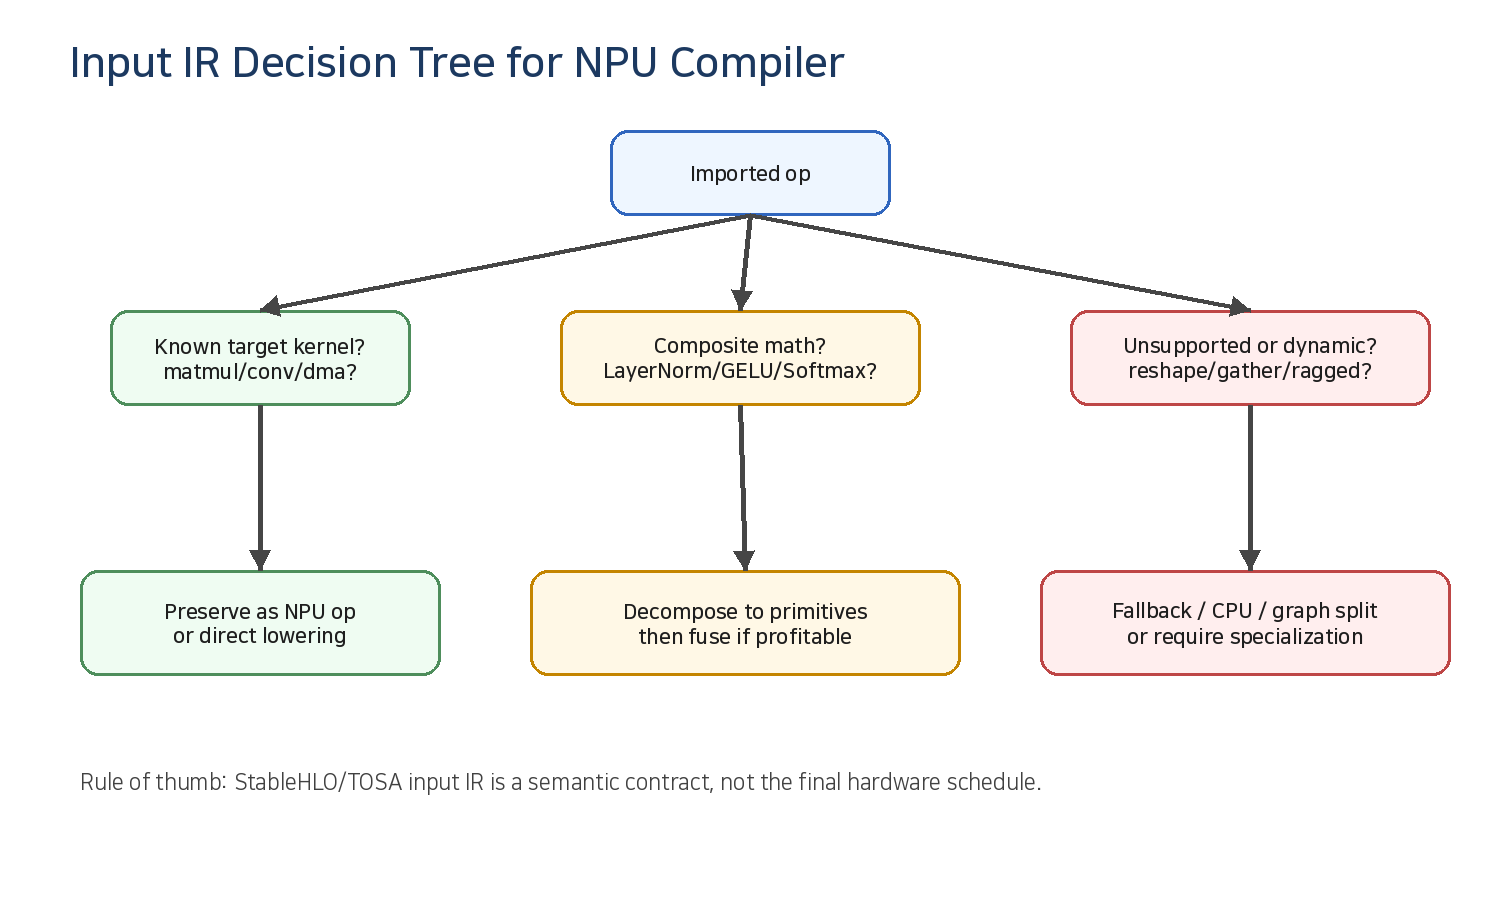 Input IR Decision Tree for NPU Compiler
Imported op
Known target kernel?
matmul/conv/dma?
Composite math?
LayerNorm/GELU/Softmax?
Unsupported or dynamic?
reshape/gather/ragged?
Preserve as NPU op
or direct lowering
Decompose to primitives
then fuse if profitable
Fallback / CPU / graph split
or require specialization
Rule of thumb: StableHLO/TOSA input IR is a semantic contract, not the final hardware schedule.